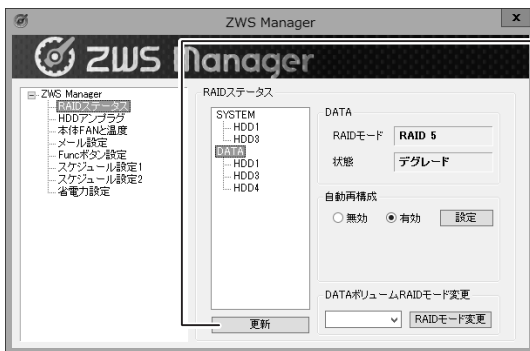 ZWS Manager
x
ZWS Manager
ZWS Manager
RAIDステータス
HDDアンプラグ
本体FANと温度
メール設定
Funcボタン設定
スケジュール設定1
スケジュール設定2
省電力設定
RAIDステータス
SYSTEM
HDD1
HDD3
DATA
HDD1
HDD3
HDD4
更新
DATA
RAIDモード RAID 5
状態 デグレード
自動再構成
無効 有効 設定
DATAボリュームRAIDモード変更
RAIDモード変更